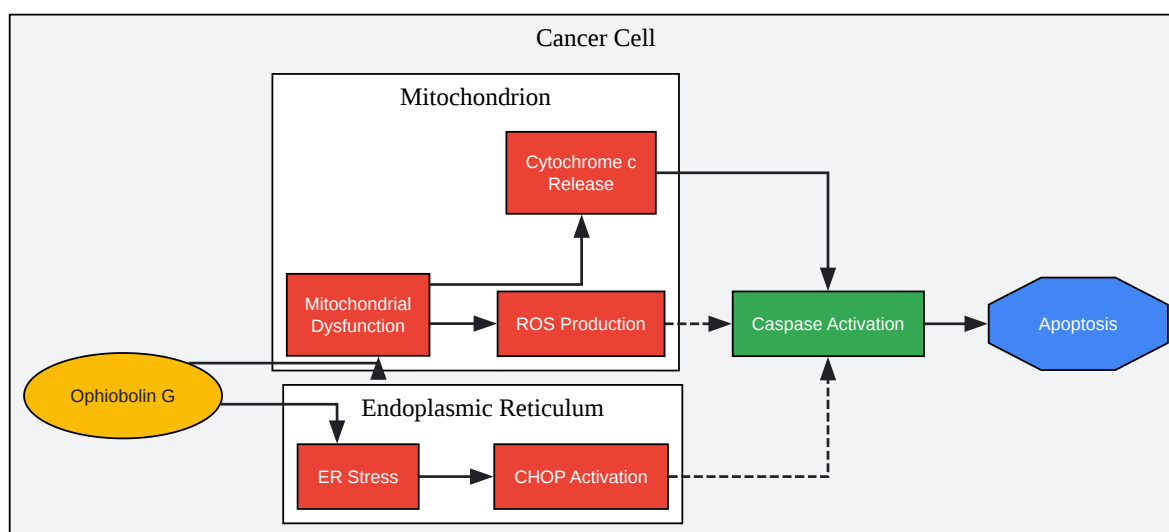 Cancer Cell
Mitochondrion
Cytochrome c
Release
Mitochondrial
Dysfunction
ROS Production
Caspase Activation
Apoptosis
Ophiobolin G
Endoplasmic Reticulum
ER Stress
CHOP Activation